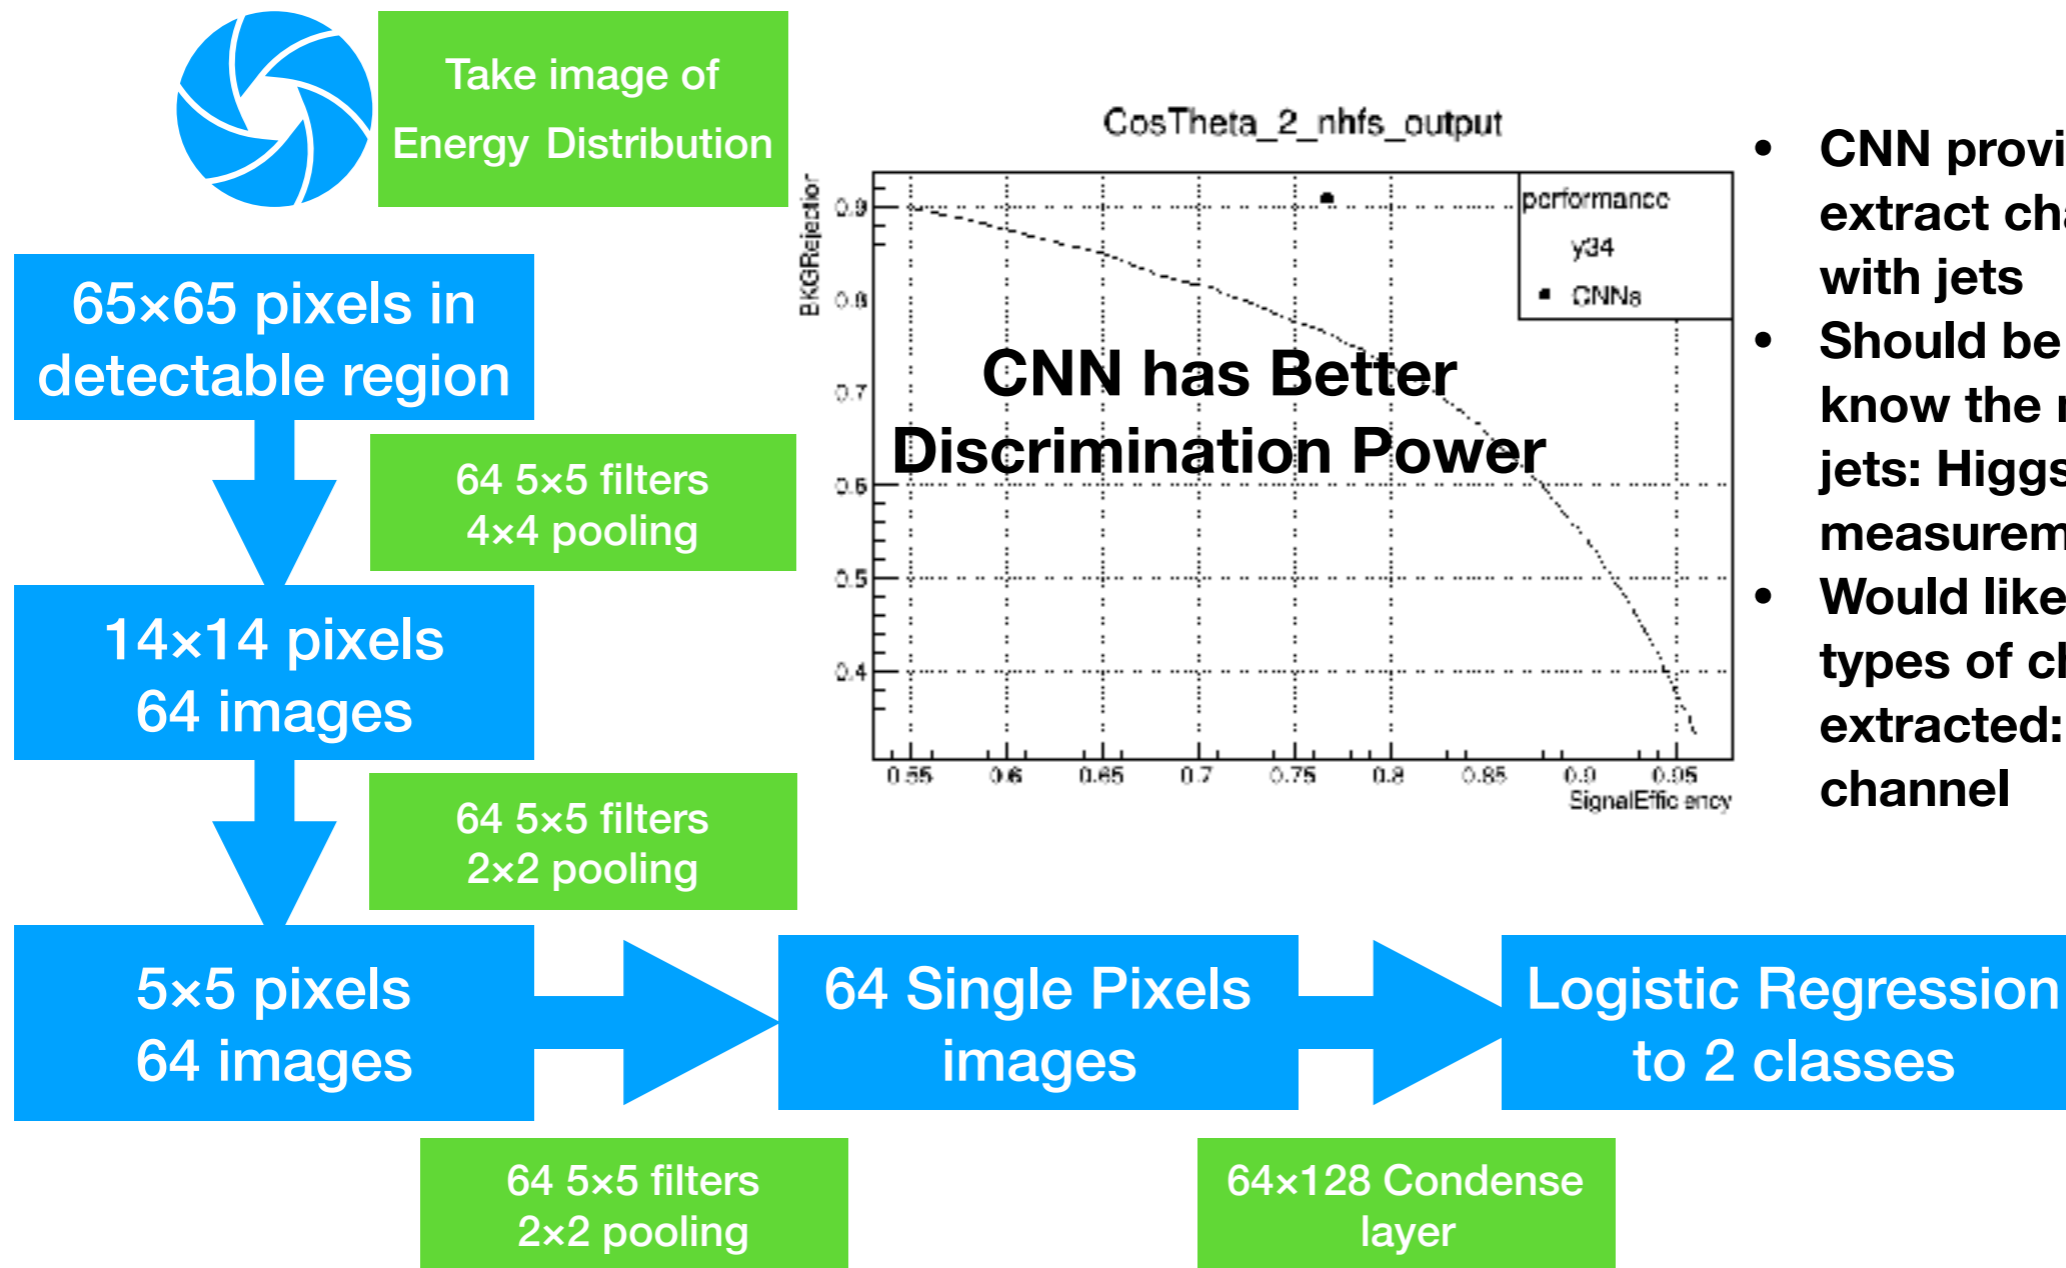 Take image of
Energy Distribution
65×65 pixels in
detectable region
64 5×5 filters
4×4 pooling
14×14 pixels
64 images
64 5×5 filters
2×2 pooling
5×5 pixels
64 images
64 5×5 filters
2×2 pooling
64 Single Pixels
images
64×128 Condense
layer
Logistic Regression
to 2 classes
CosTheta_2_nhfs_output
BKGRejection
0.9
0.8
0.7
0.6
0.5
0.4
performance
y34
CNNs
CNN has Better
Discrimination Power
0.55 0.6 0.65 0.7 0.75 0.8 0.85 0.9 0.95
SignalEfficiency
• CNN provi
extract cha
with jets
• Should be
know the
jets: Higgs
measurem
• Would like
types of ch
extracted:
channel